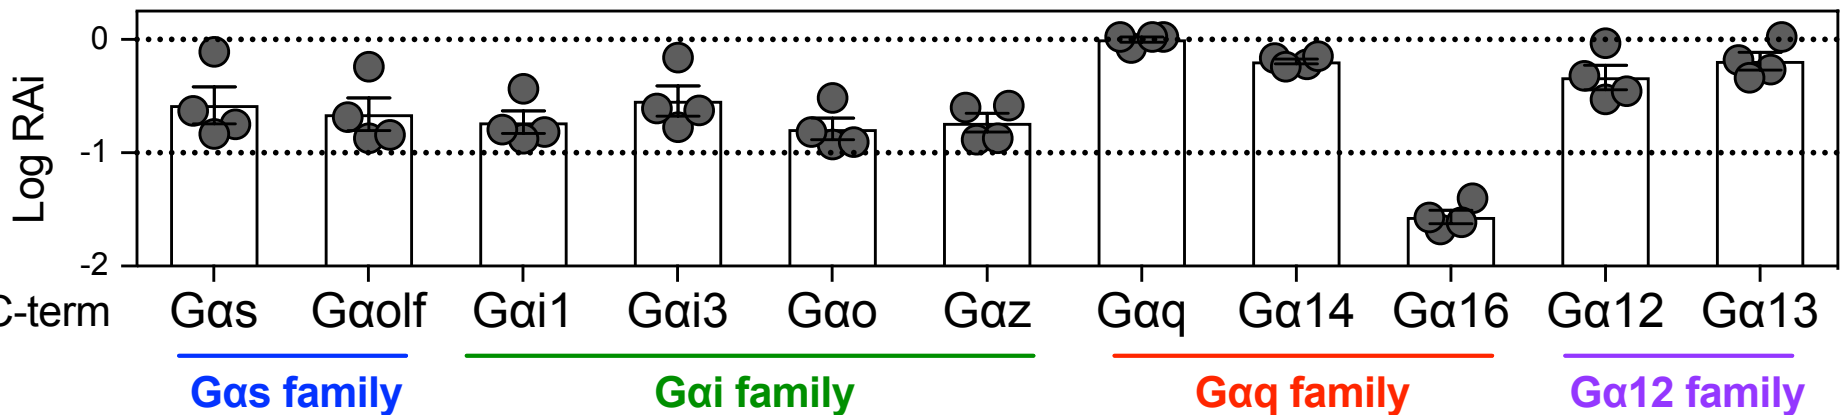 Log RAi
0
-1
-2
C-term Gαs Gαolf Gαi1 Gαi3 Gαo Gαz Gαq Gα14 Gα16 Gα12 Gα13
Gαs family Gαi family Gαq family Gα12 family